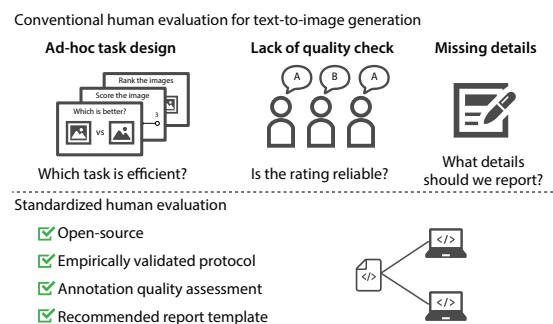 Conventional human evaluation for text-to-image generation
Ad-hoc task design
Lack of quality check
Missing details
Rank the images
Score the image
Which is better?
vs
3
A
B
A
Which task is efficient?
Is the rating reliable?
What details
should we report?
Standardized human evaluation
Open-source
Empirically validated protocol
Annotation quality assessment
Recommended report template
</>
</>
</>